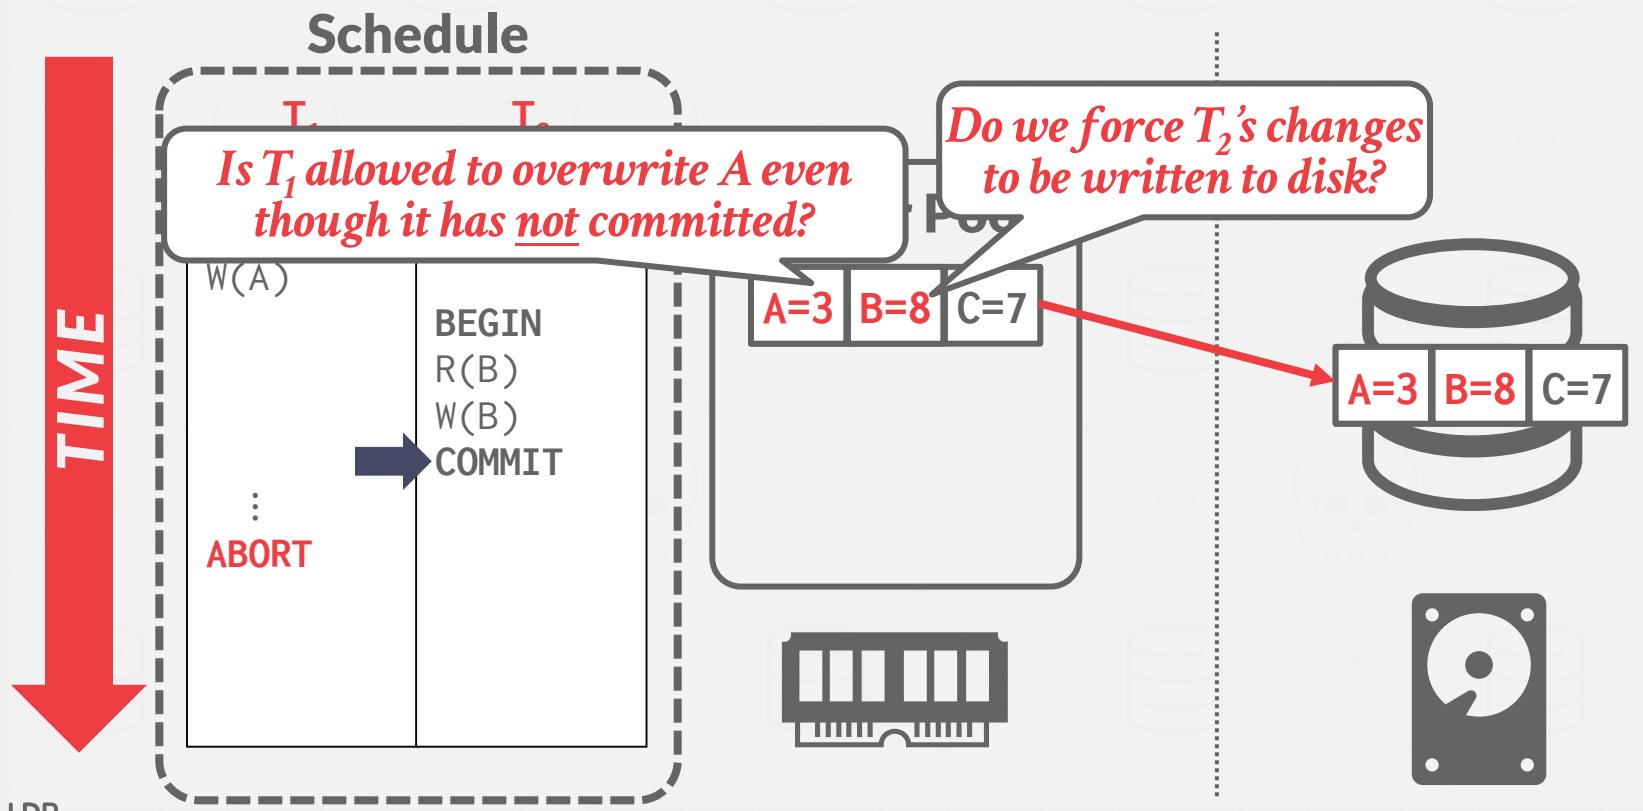 Schedule
T1
Is T1 allowed to overwrite A even
though it has not committed?
Do we force T2's changes
to be written to disk?
TIME
W(A)
BEGIN
R(B)
W(B)
COMMIT
⋮
ABORT
A=3 B=8 C=7
A=3 B=8 C=7